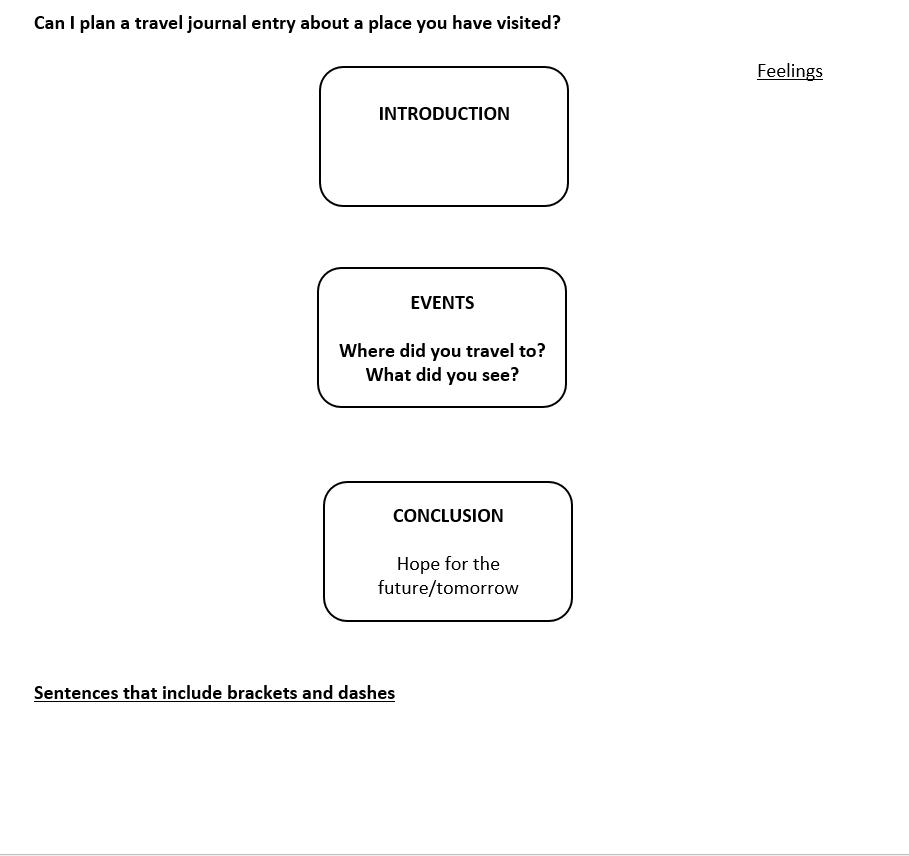 Can I plan a travel journal entry about a place you have visited?
Feelings
INTRODUCTION
EVENTS
Where did you travel to?
What did you see?
CONCLUSION
Hope for the
future/tomorrow
Sentences that include brackets and dashes